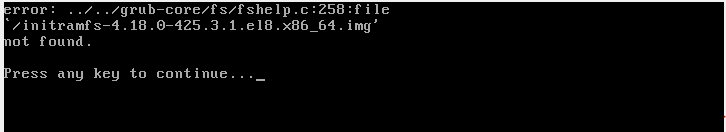 error: ../../grub-core/fs/fshelp.c:258:file
`/initramfs-4.18.0-425.3.1.el8.x86_64.img'
not found.
Press any key to continue..._